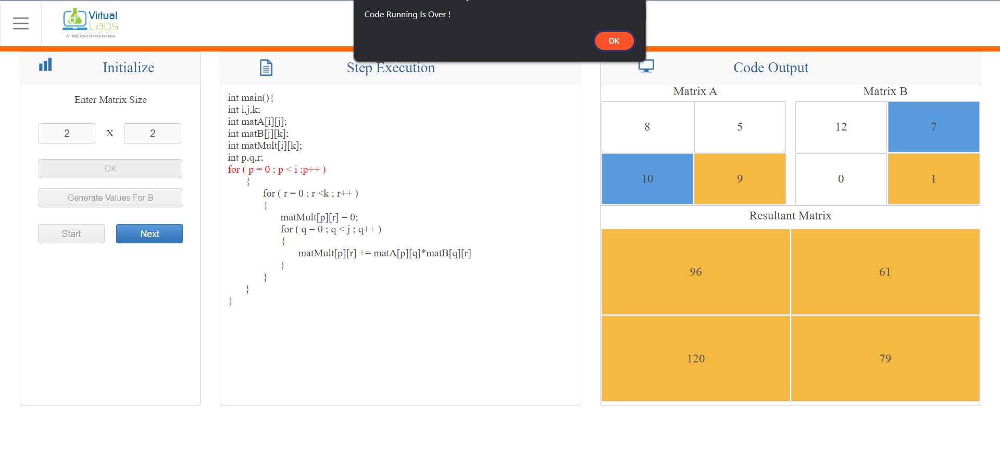 Code Running Is Over !
OK
Virtual
Labs
An MoE Govt of India Initiative
Initialize
Enter Matrix Size
2 X 2
OK
Generate Values For B
Start Next
Step Execution
int main(){
int i,j,k;
int matA[i][j];
int matB[j][k];
int matMult[i][k];
int p,q,r;
for ( p = 0 ; p < i ;p++ )
{
for ( r = 0 ; r <k ; r++ )
{
matMult[p][r] = 0;
for ( q = 0 ; q < j ; q++ )
{
matMult[p][r] += matA[p][q]*matB[q][r]
}
}
}
}
Code Output
Matrix A
8 5
10 9
Matrix B
12 7
0 1
Resultant Matrix
96 61
120 79